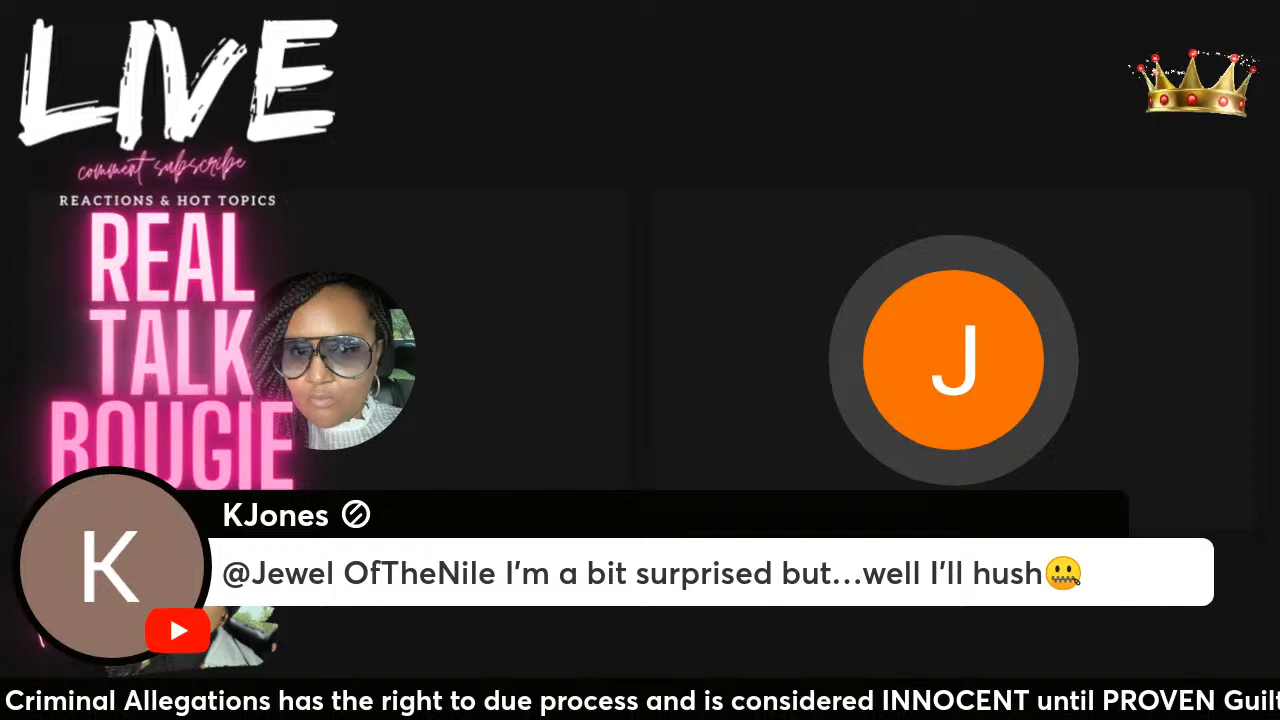 LIVE
comment subscribe
REACTIONS & HOT TOPICS
REAL
TALK
BOUGIE
J
K
KJones
@Jewel OfTheNile I'm a bit surprised but...well I'll hush🤐
Criminal Allegations has the right to due process and is considered INNOCENT until PROVEN Guil